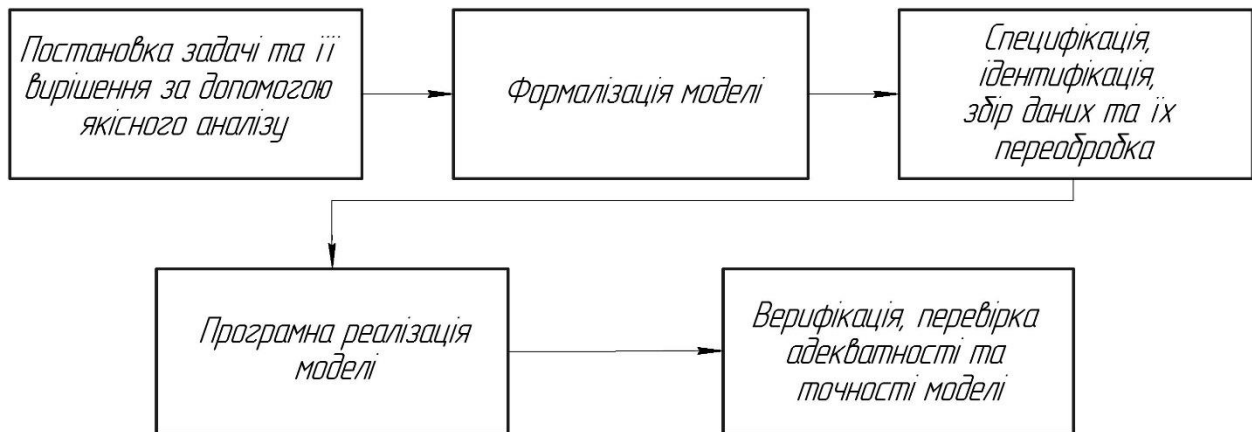 Постановка задачі та її
вирішення за допомогою
якісного аналізу
Формалізація моделі
Специфікація,
ідентифікація,
збір даних та їх
переобробка
Програмна реалізація
моделі
Верифікація, перевірка
адекватності та
точності моделі